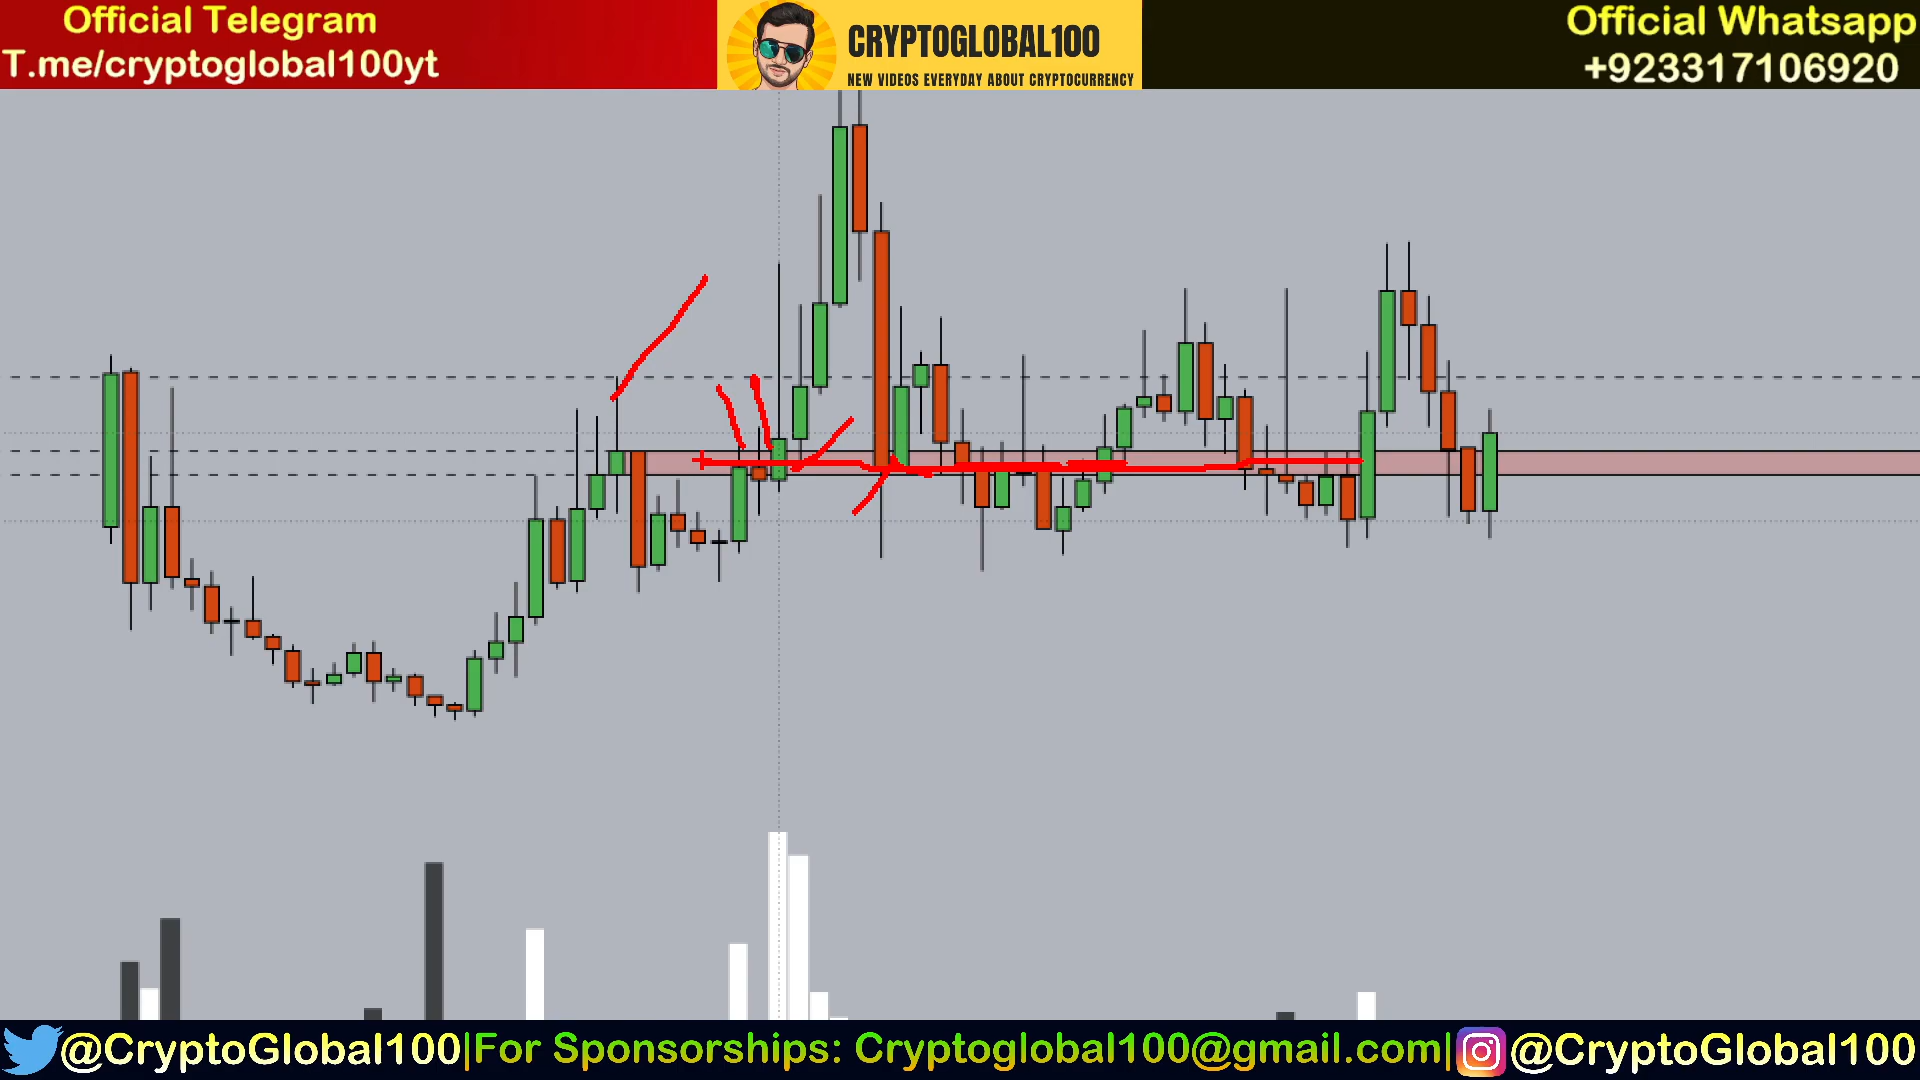 Official Telegram
T.me/cryptoglobal100yt
CRYPTOGLOBAL100
NEW VIDEOS EVERYDAY ABOUT CRYPTOCURRENCY
Official Whatsapp
+923317106920
@CryptoGlobal100|For Sponsorships: Cryptoglobal100@gmail.com|@CryptoGlobal100